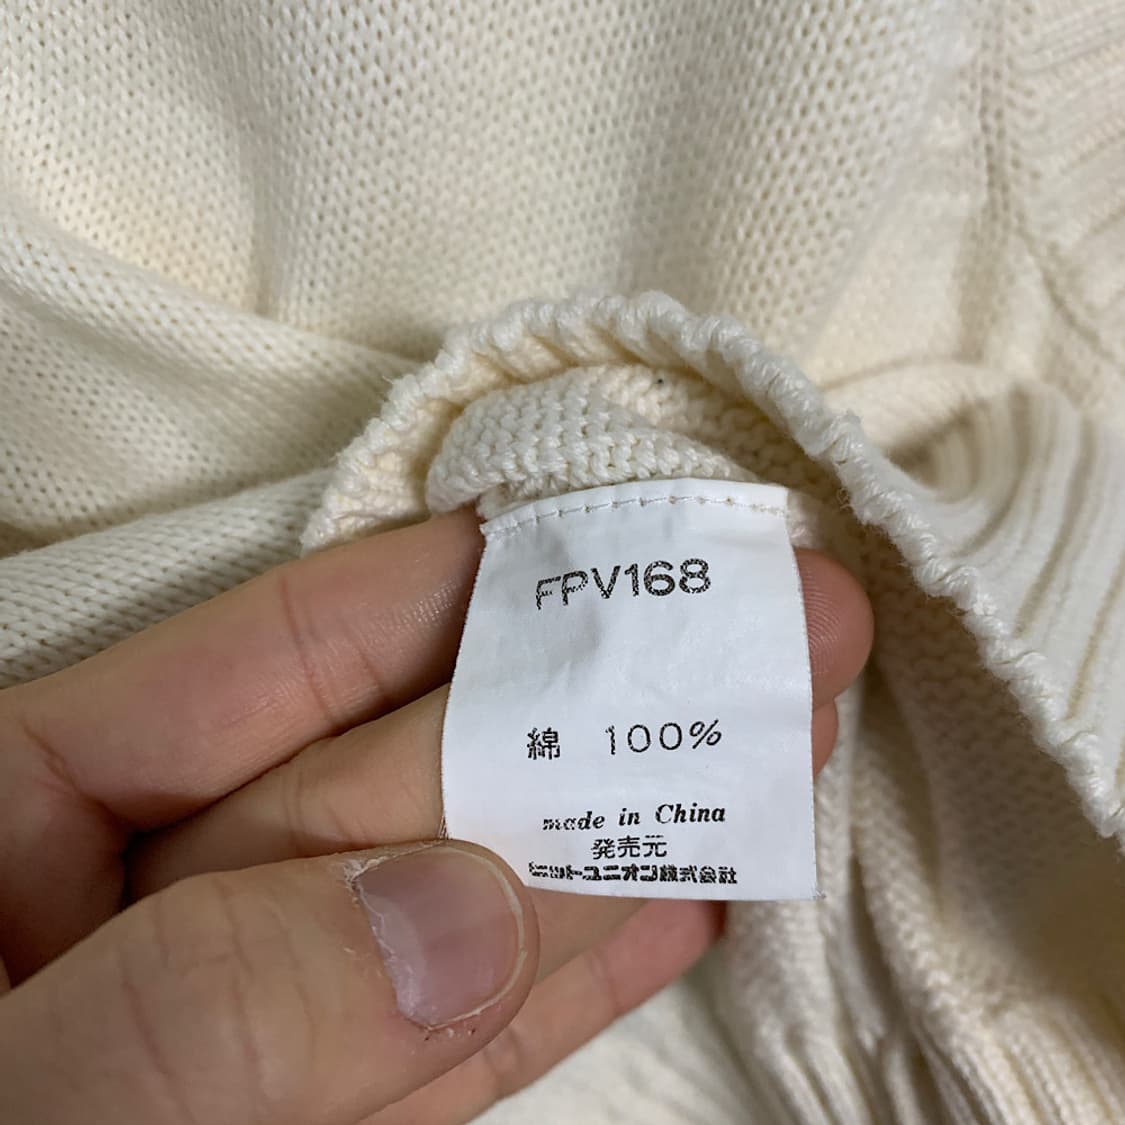 FPV168
綿 100%
made in China
発売元
ヒットユニオン株式会社